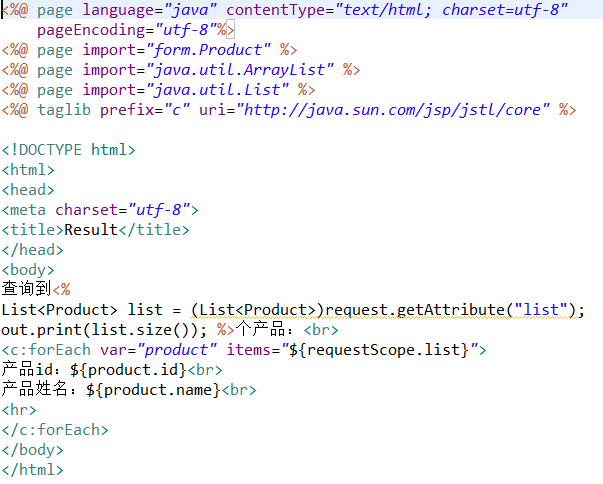 <%@ page language="java" contentType="text/html; charset=utf-8"
    pageEncoding="utf-8"%>
<%@ page import="form.Product" %>
<%@ page import="java.util.ArrayList" %>
<%@ page import="java.util.List" %>
<%@ taglib prefix="c" uri="http://java.sun.com/jsp/jstl/core" %>

<!DOCTYPE html>
<html>
<head>
<meta charset="utf-8">
<title>Result</title>
</head>
<body>
查询到<%
List<Product> list = (List<Product>)request.getAttribute("list");
out.print(list.size()); %>个产品：<br>
<c:forEach var="product" items="${requestScope.list}">
产品id：${product.id}<br>
产品姓名：${product.name}<br>
<hr>
</c:forEach>
</body>
</html>